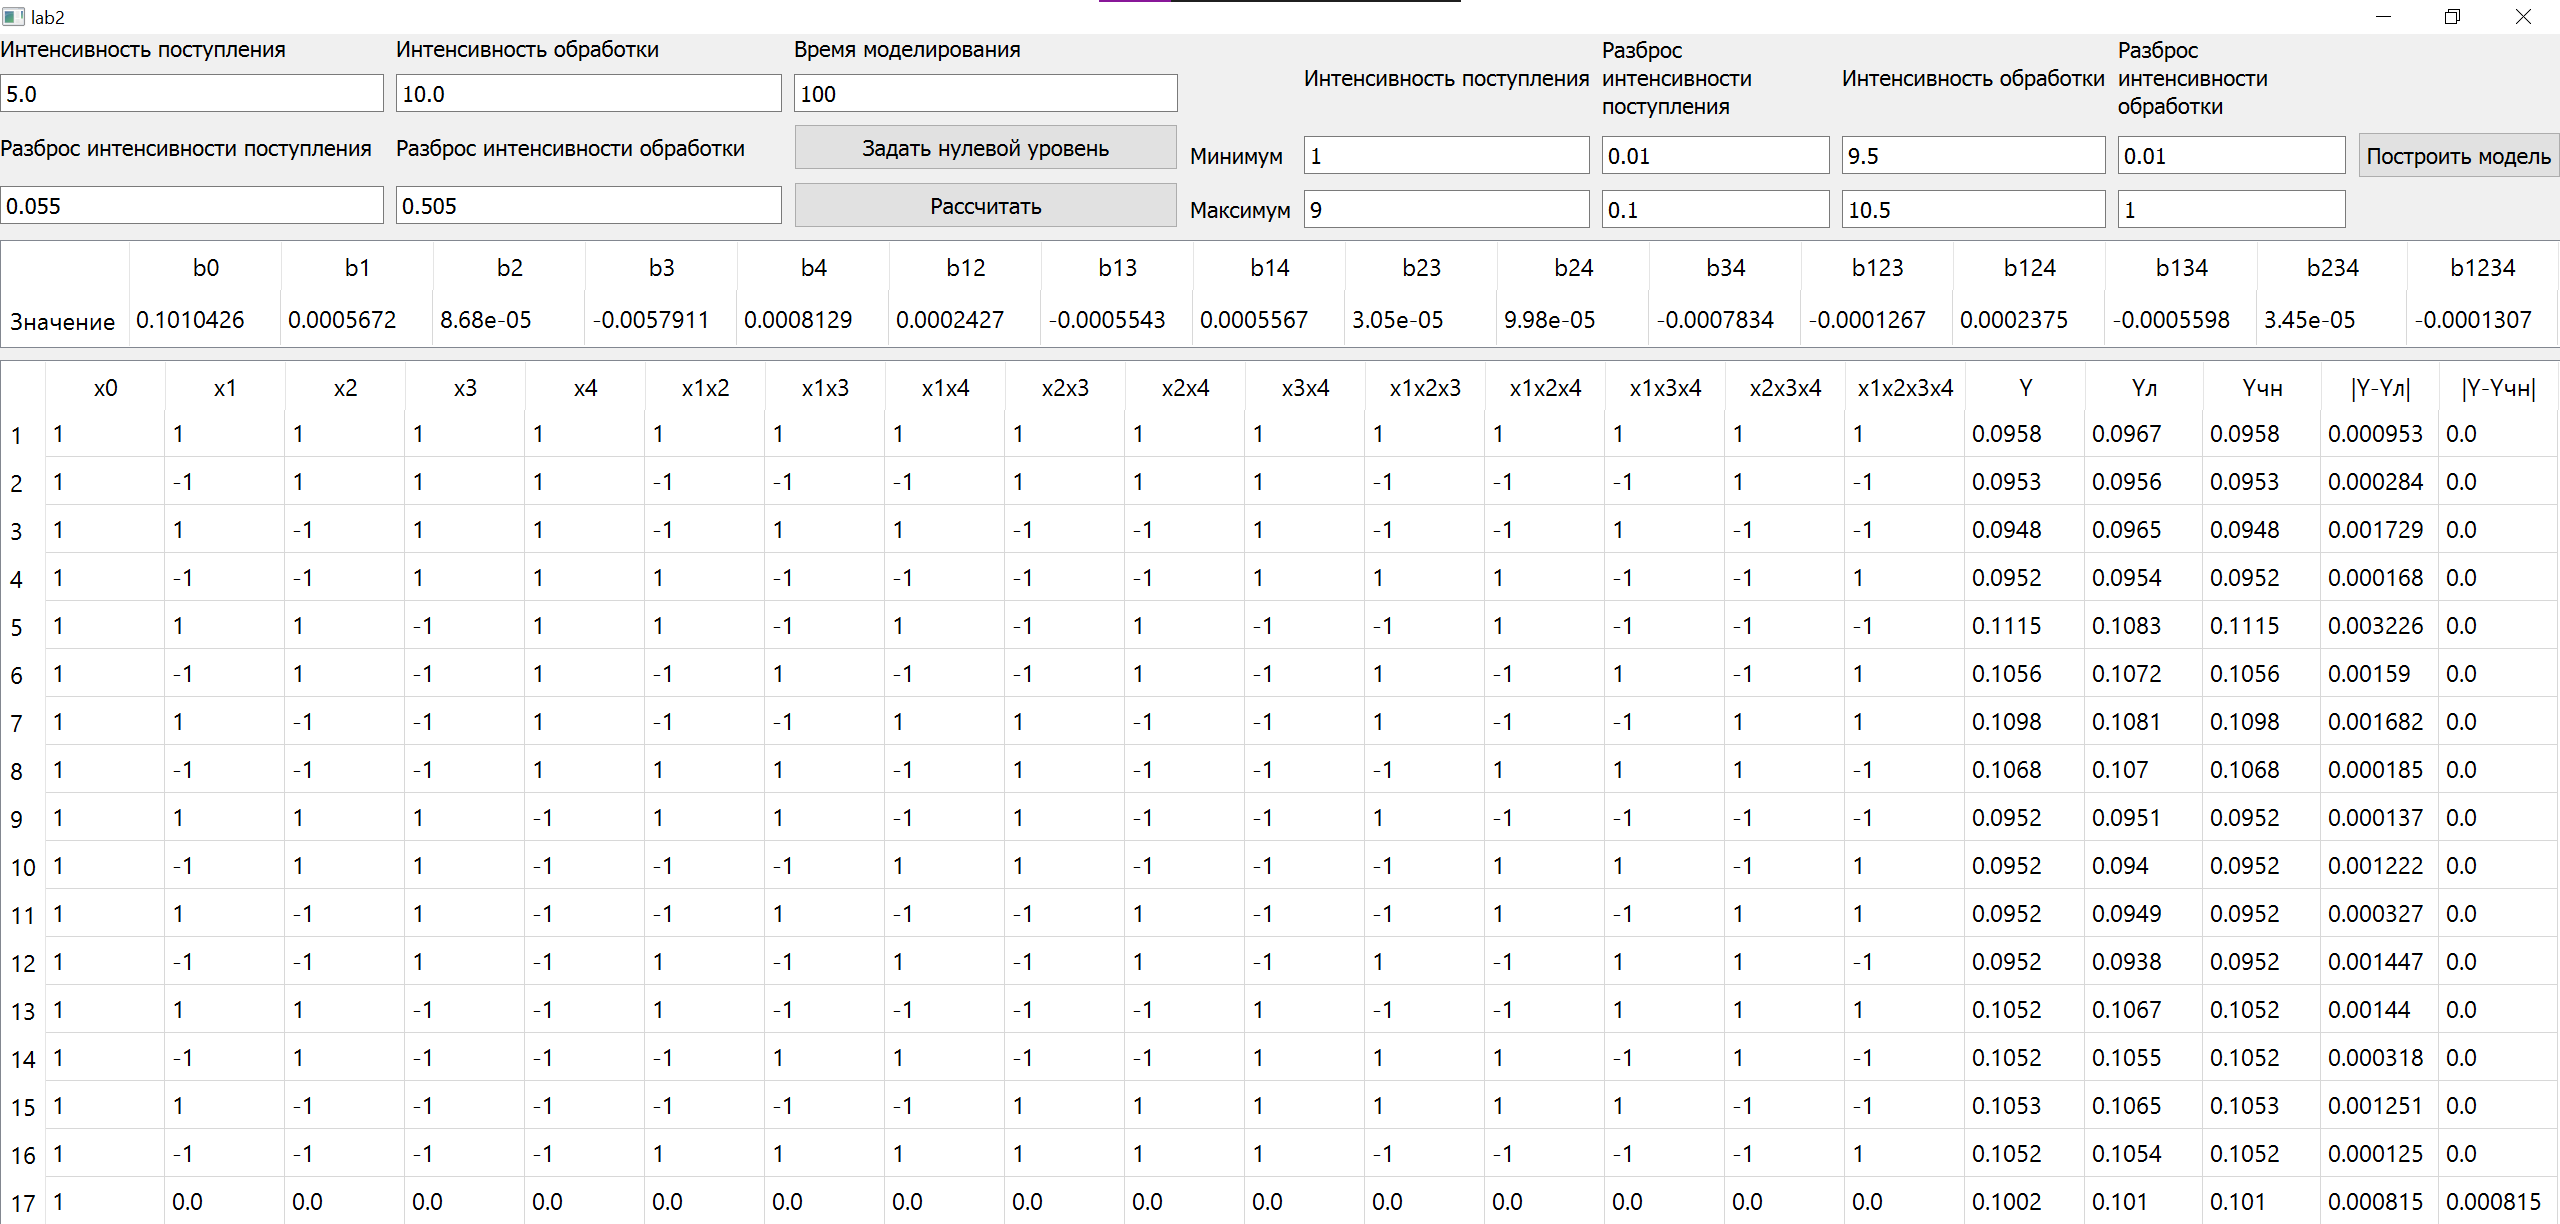 lab2
Интенсивность поступления Интенсивность обработки Время моделирования
5.0 10.0 100
Разброс интенсивности поступления Разброс интенсивности обработки Задать нулевой уровень
0.055 0.505 Рассчитать
Интенсивность поступления Разброс интенсивности поступления Интенсивность обработки Разброс интенсивности обработки
Минимум 1 0.01 9.5 0.01 Построить модель
Максимум 9 0.1 10.5 1
b0 b1 b2 b3 b4 b12 b13 b14 b23 b24 b34 b123 b124 b134 b234 b1234
Значение 0.1010426 0.0005672 8.68e-05 -0.0057911 0.0008129 0.0002427 -0.0005543 0.0005567 3.05e-05 9.98e-05 -0.0007834 -0.0001267 0.0002375 -0.0005598 3.45e-05 -0.0001307
x0 x1 x2 x3 x4 x1x2 x1x3 x1x4 x2x3 x2x4 x3x4 x1x2x3 x1x2x4 x1x3x4 x2x3x4 x1x2x3x4 Y Yл Yчн |Y-Yл| |Y-Yчн|
1 1 1 1 1 1 1 1 1 1 1 1 1 1 1 1 1 0.0958 0.0967 0.0958 0.000953 0.0
2 1 -1 1 1 1 -1 -1 -1 1 1 1 -1 -1 -1 1 -1 0.0953 0.0956 0.0953 0.000284 0.0
3 1 1 -1 1 1 -1 1 1 -1 -1 1 -1 -1 1 -1 -1 0.0948 0.0965 0.0948 0.001729 0.0
4 1 -1 -1 1 1 1 -1 -1 -1 -1 1 1 1 -1 -1 1 0.0952 0.0954 0.0952 0.000168 0.0
5 1 1 1 -1 1 1 -1 1 -1 1 -1 -1 1 -1 -1 -1 0.1115 0.1083 0.1115 0.003226 0.0
6 1 -1 1 -1 1 -1 1 -1 -1 1 -1 1 -1 1 -1 1 0.1056 0.1072 0.1056 0.00159 0.0
7 1 1 -1 -1 1 -1 -1 1 1 -1 -1 1 -1 -1 1 1 0.1098 0.1081 0.1098 0.001682 0.0
8 1 -1 -1 -1 1 1 1 -1 1 -1 -1 -1 1 1 1 -1 0.1068 0.107 0.1068 0.000185 0.0
9 1 1 1 1 -1 1 1 -1 1 -1 -1 1 -1 -1 -1 -1 0.0952 0.0951 0.0952 0.000137 0.0
10 1 -1 1 1 -1 -1 -1 1 1 -1 -1 -1 1 1 -1 1 0.0952 0.094 0.0952 0.001222 0.0
11 1 1 -1 1 -1 -1 1 -1 -1 1 -1 -1 1 -1 1 1 0.0952 0.0949 0.0952 0.000327 0.0
12 1 -1 -1 1 -1 1 -1 1 -1 1 -1 1 -1 1 1 -1 0.0952 0.0938 0.0952 0.001447 0.0
13 1 1 1 -1 -1 1 -1 -1 -1 -1 1 -1 -1 1 1 1 0.1052 0.1067 0.1052 0.00144 0.0
14 1 -1 1 -1 -1 -1 1 1 -1 -1 1 1 1 -1 1 -1 0.1052 0.1055 0.1052 0.000318 0.0
15 1 1 -1 -1 -1 -1 -1 -1 1 1 1 1 1 1 -1 -1 0.1053 0.1065 0.1053 0.001251 0.0
16 1 -1 -1 -1 -1 1 1 1 1 1 1 -1 -1 -1 -1 1 0.1052 0.1054 0.1052 0.000125 0.0
17 1 0.0 0.0 0.0 0.0 0.0 0.0 0.0 0.0 0.0 0.0 0.0 0.0 0.0 0.0 0.0 0.1002 0.101 0.101 0.000815 0.000815